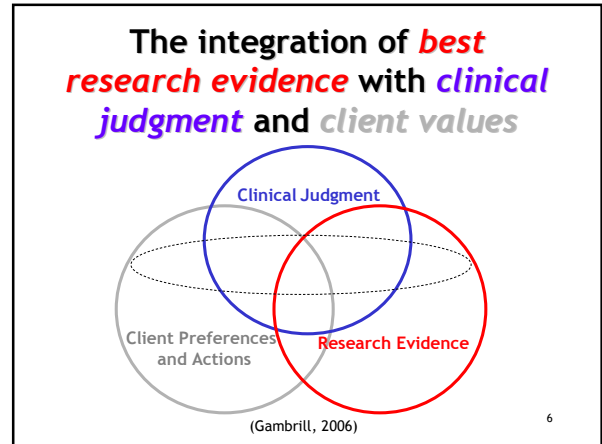 The integration of best
research evidence with clinical
judgment and client values
Clinical Judgment
Client Preferences
and Actions
Research Evidence
(Gambrill, 2006)
6